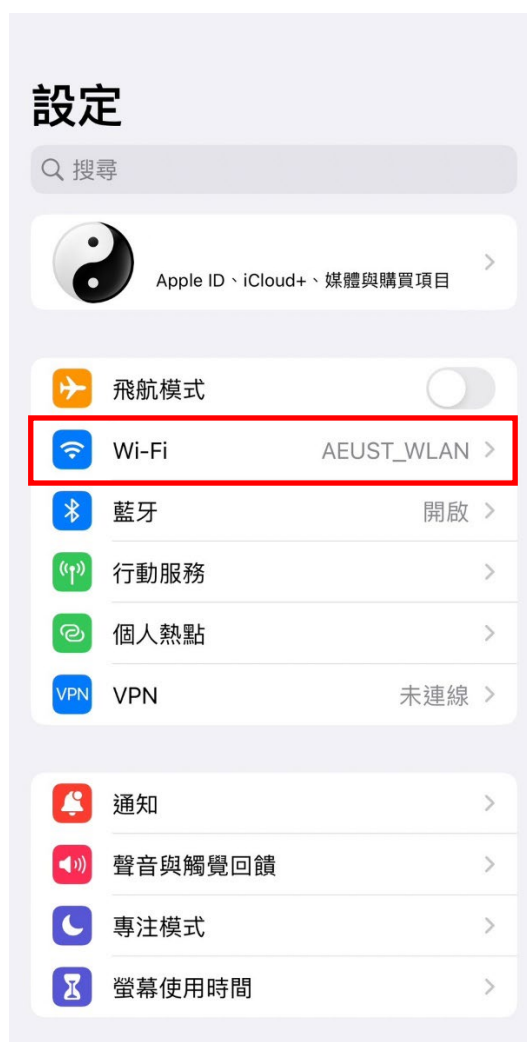 設定
搜尋
Apple ID、iCloud+、媒體與購買項目
飛航模式
Wi-Fi AEUST_WLAN
藍牙 開啟
行動服務
個人熱點
VPN VPN 未連線
通知
聲音與觸覺回饋
專注模式
螢幕使用時間